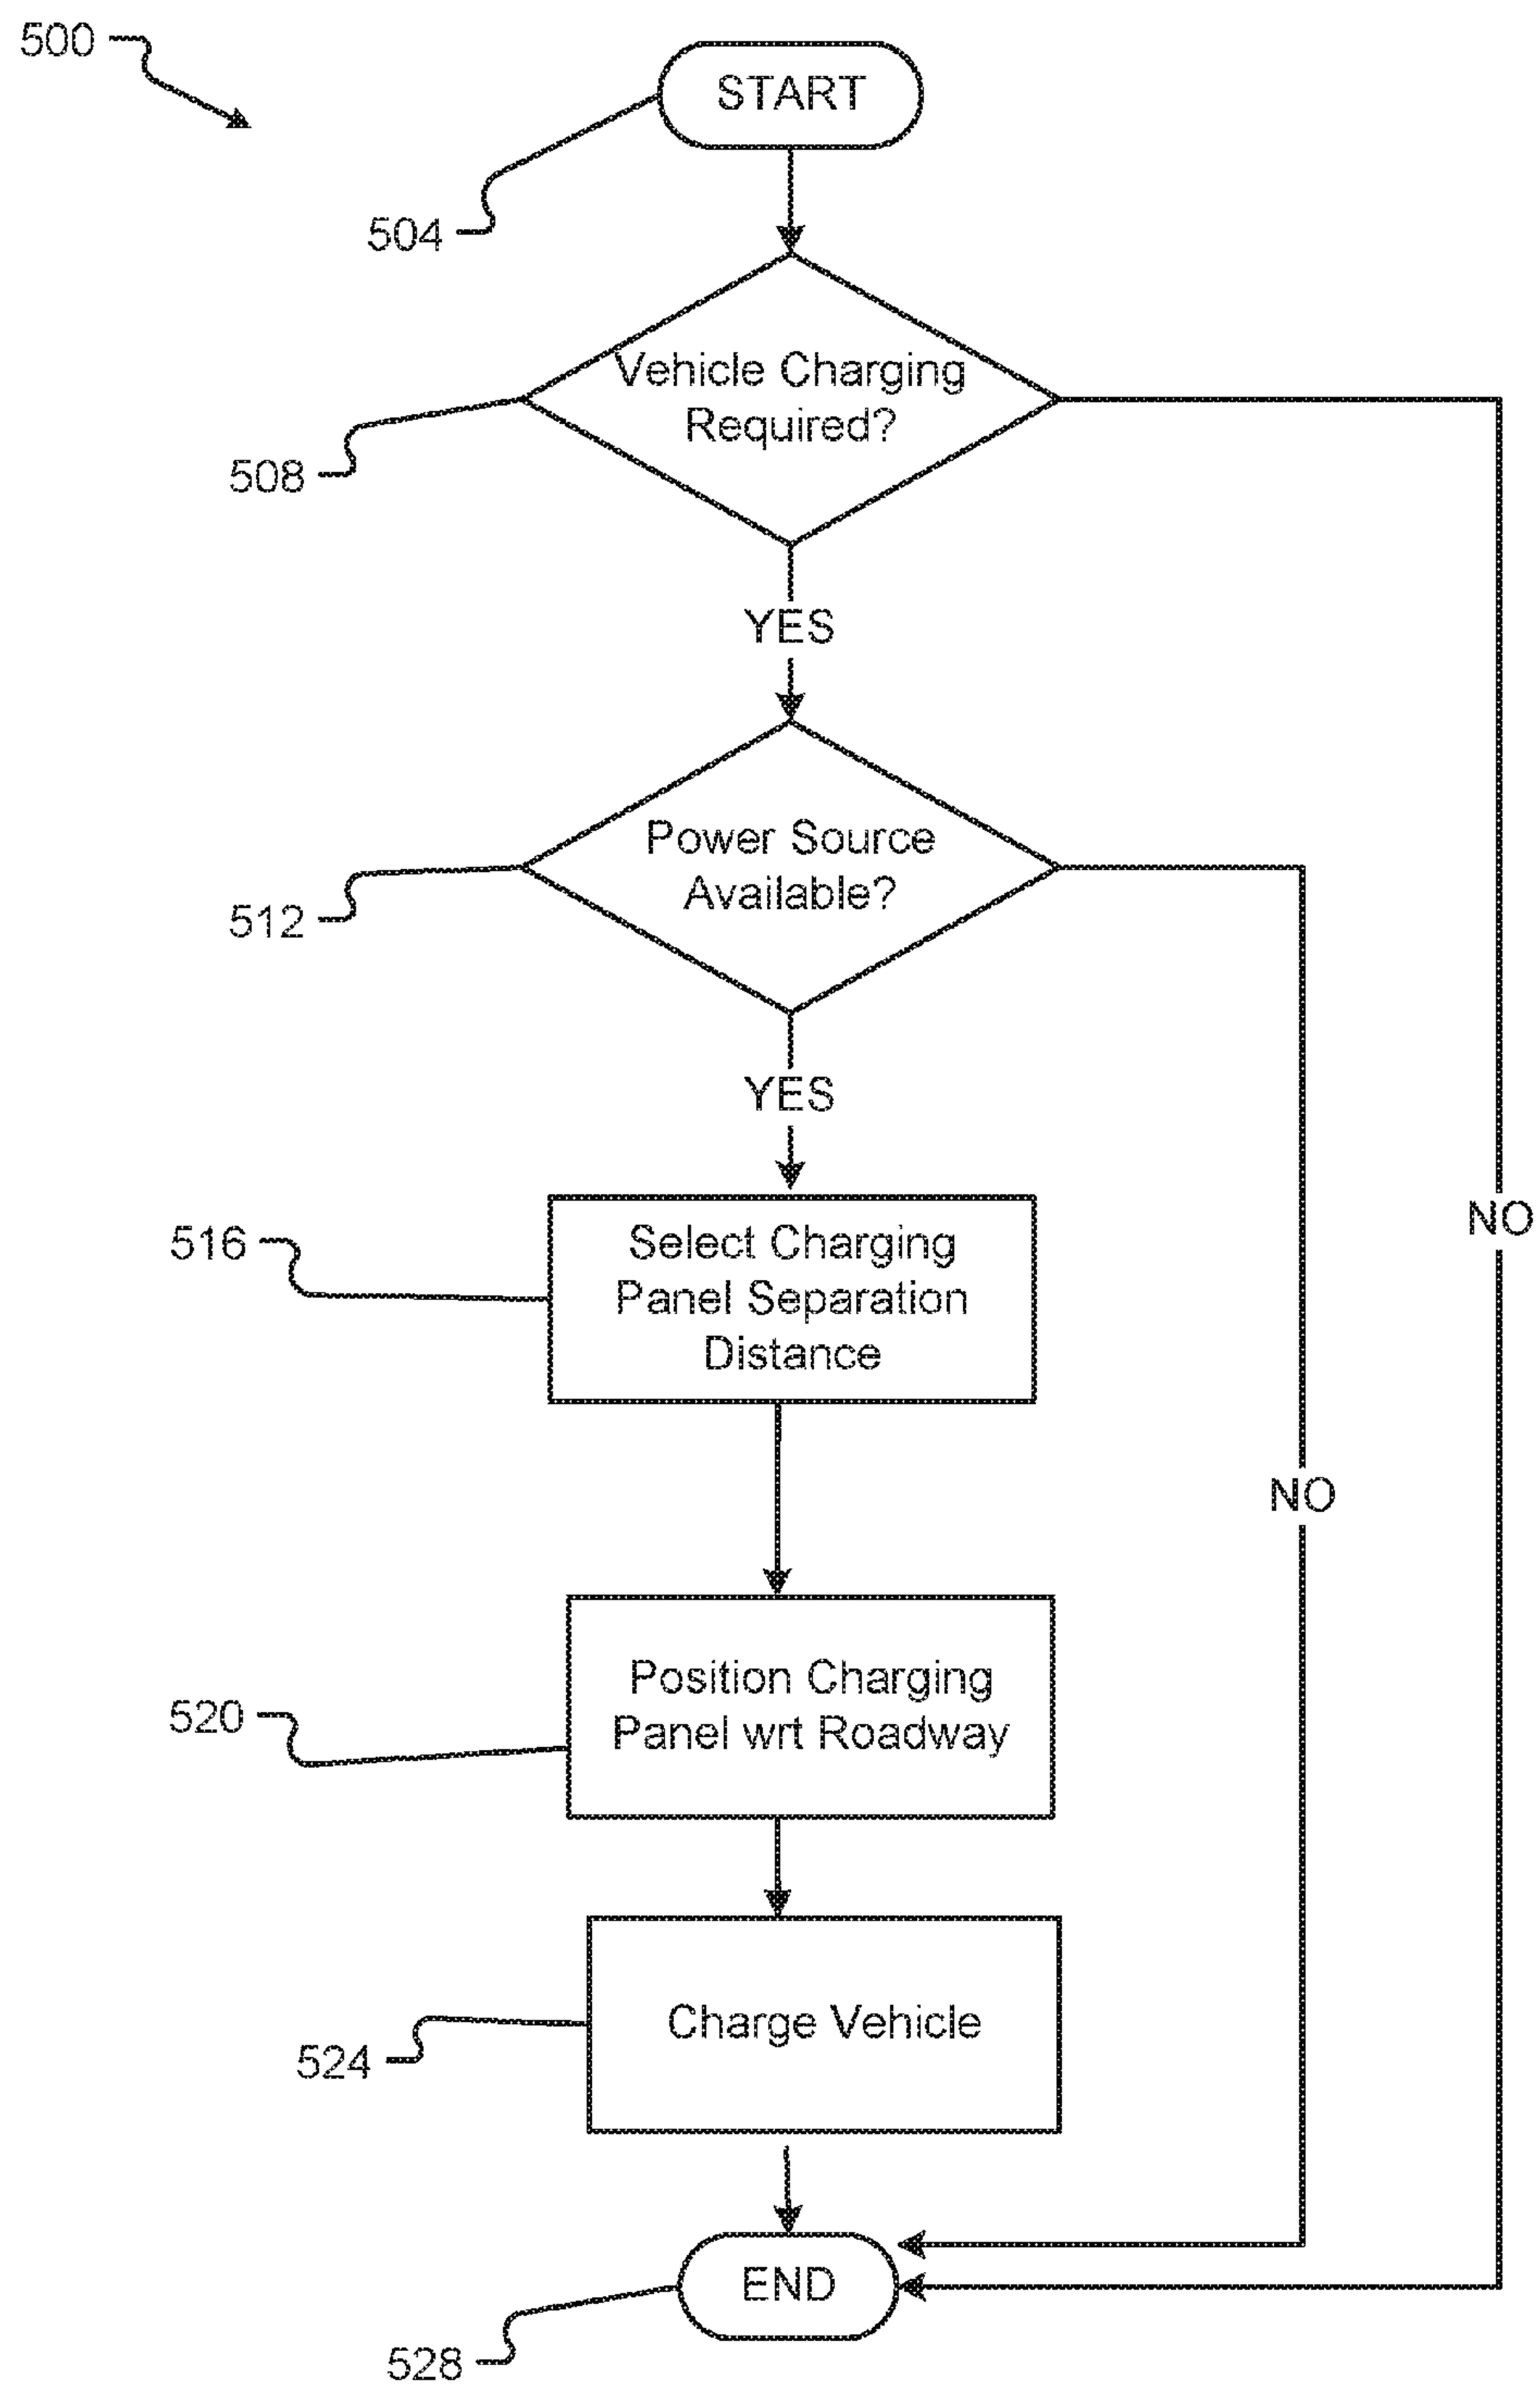 500
START
504
Vehicle Charging
Required?
508
YES
Power Source
Available?
512
YES
516
Select Charging
Panel Separation
Distance
NO
NO
Position Charging
Panel wrt Roadway
520
Charge Vehicle
524
END
528